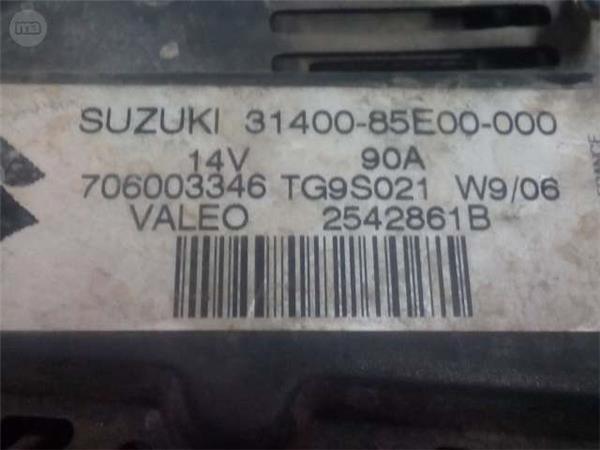 SUZUKI 31400-85E00-000
14V 90A
706003346 TG9S021 W9/06
VALEO 2542861B